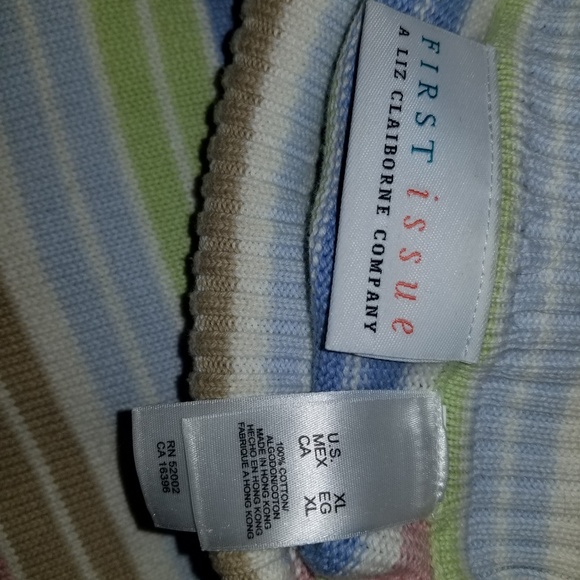 FIRST issue
A LIZ CLAIBORNE COMPANY
U.S. XL
MEX EG
CA XL
100% COTTON/
ALGODON/COTON
MADE IN HONG KONG
HECHO EN HONG KONG
FABRIQUE A HONG KONG
RN 52002
CA 16396